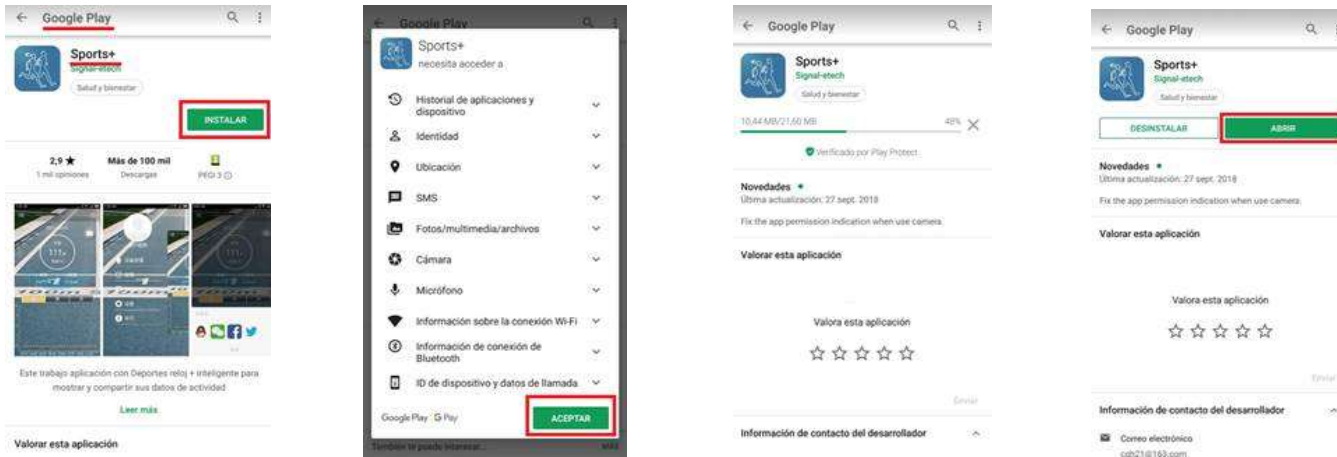 Google Play
Sports+
Signal-etech
Salud y bienestar
INSTALAR
2,9 ★
1 mil opiniones
Más de 100 mil
Descargas
PEGI 3
Este trabajo aplicación con Deportes reloj + inteligente para
mostrar y compartir sus datos de actividad
Leer más
Valorar esta aplicación
Google Play
Sports+
necesita acceder a
Historial de aplicaciones y
dispositivo
Identidad
Ubicación
SMS
Fotos/multimedia/archivos
Cámara
Micrófono
Información sobre la conexión Wi-Fi
Información de conexión de
Bluetooth
ID de dispositivo y datos de llamada
Google Play G Pay
ACEPTAR
También te puede interesar...
MÁS
Google Play
Sports+
Signal-etech
Salud y bienestar
10,44 MB/21,60 MB
48%
Verificado por Play Protect
Novedades
Última actualización: 27 sept. 2018
Fix the app permission indication when use camera.
Valorar esta aplicación
Valora esta aplicación
Enviar
Información de contacto del desarrollador
Google Play
Sports+
Signal-etech
Salud y bienestar
DESINSTALAR
ABRIR
Novedades
Última actualización: 27 sept. 2018
Fix the app permission indication when use camera.
Valorar esta aplicación
Valora esta aplicación
Enviar
Información de contacto del desarrollador
Correo electrónico